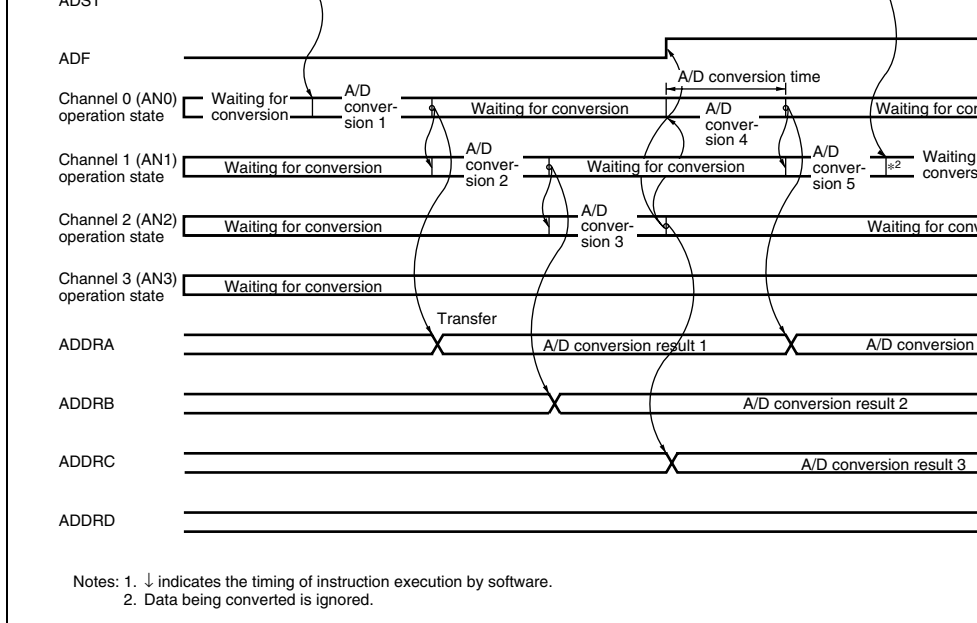 ADST
ADF
A/D conversion time
Channel 0 (AN0)
operation state
Waiting for
conversion
A/D
conver-
sion 1
Waiting for conversion
A/D
conver-
sion 4
Waiting for
Channel 1 (AN1)
operation state
Waiting for conversion
A/D
conver-
sion 2
Waiting for conversion
A/D
conver-
sion 5
*2
Waiting
Channel 2 (AN2)
operation state
Waiting for conversion
A/D
conver-
sion 3
Waiting for
Channel 3 (AN3)
operation state
Waiting for conversion
Transfer
ADDRA
A/D conversion result 1
A/D conversion
ADDRB
A/D conversion result 2
ADDRC
A/D conversion result 3
ADDRD
Notes: 1. ↓ indicates the timing of instruction execution by software.
2. Data being converted is ignored.